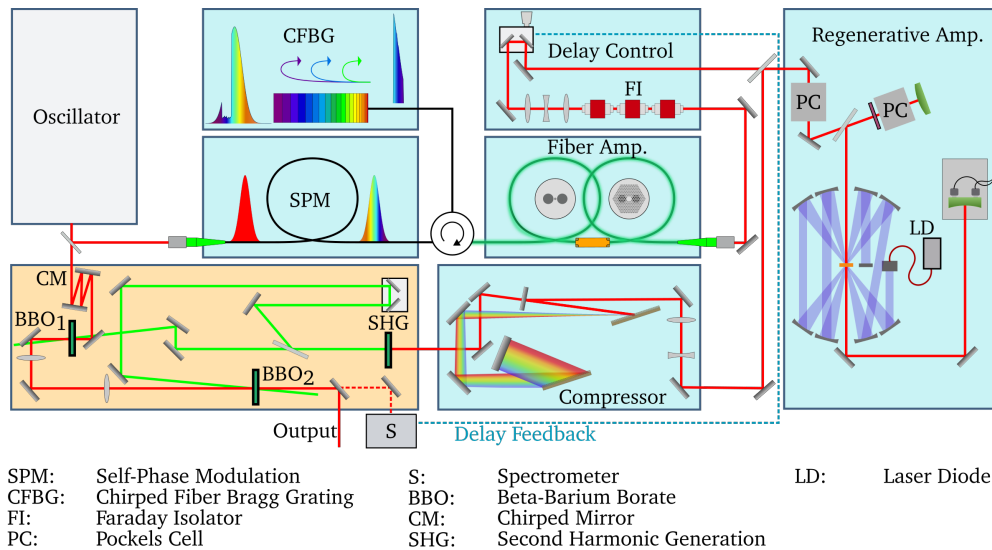 CFBG
Delay Control
Regenerative Amp.
Oscillator
FI
PC
PC
Fiber Amp.
SPM
LD
CM
BBO1
SHG
BBO2
Compressor
Output
S
Delay Feedback
SPM: Self-Phase Modulation
CFBG: Chirped Fiber Bragg Grating
FI: Faraday Isolator
PC: Pockels Cell
S: Spectrometer
BBO: Beta-Barium Borate
CM: Chirped Mirror
SHG: Second Harmonic Generation
LD: Laser Diode